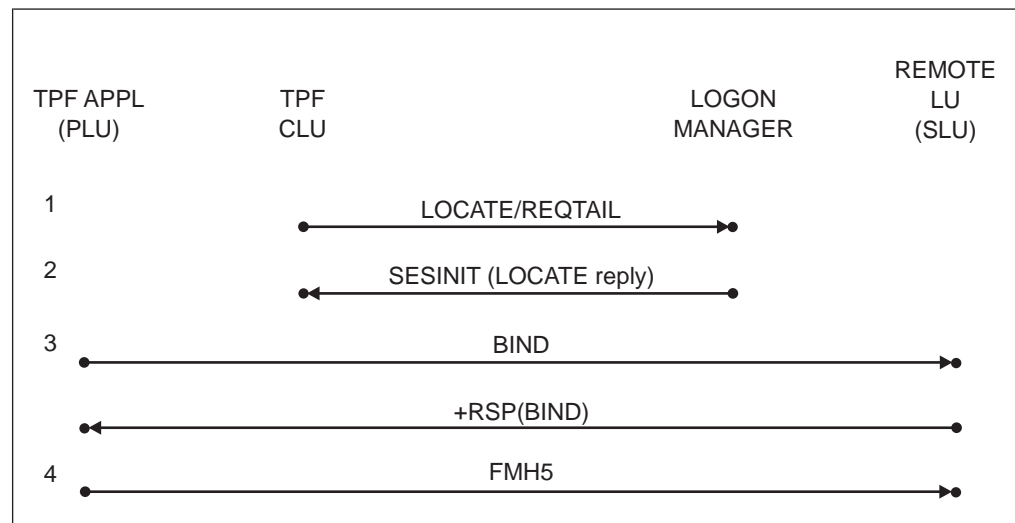 TPF APPL
(PLU)
TPF
CLU
LOGON
MANAGER
REMOTE
LU
(SLU)
1
LOCATE/REQTAIL
2
SESINIT (LOCATE reply)
3
BIND
+RSP(BIND)
4
FMH5